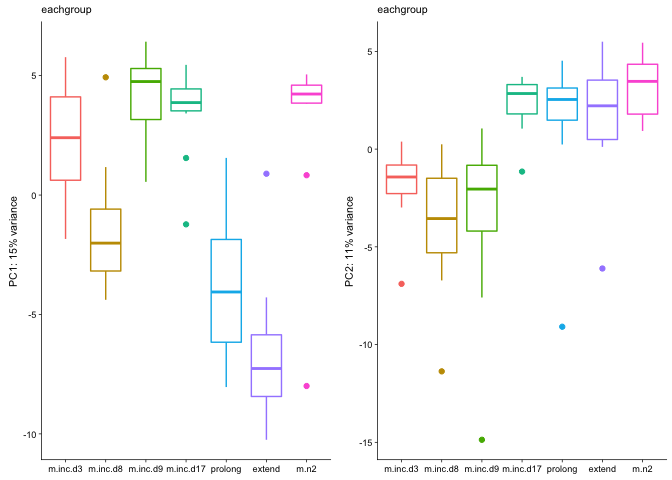 eachgroup
PC1: 15% variance
5
0
-5
-10
m.inc.d3 m.inc.d8 m.inc.d9 m.inc.d17 prolong extend m.n2
eachgroup
PC2: 11% variance
5
0
-5
-10
-15
m.inc.d3 m.inc.d8 m.inc.d9 m.inc.d17 prolong extend m.n2